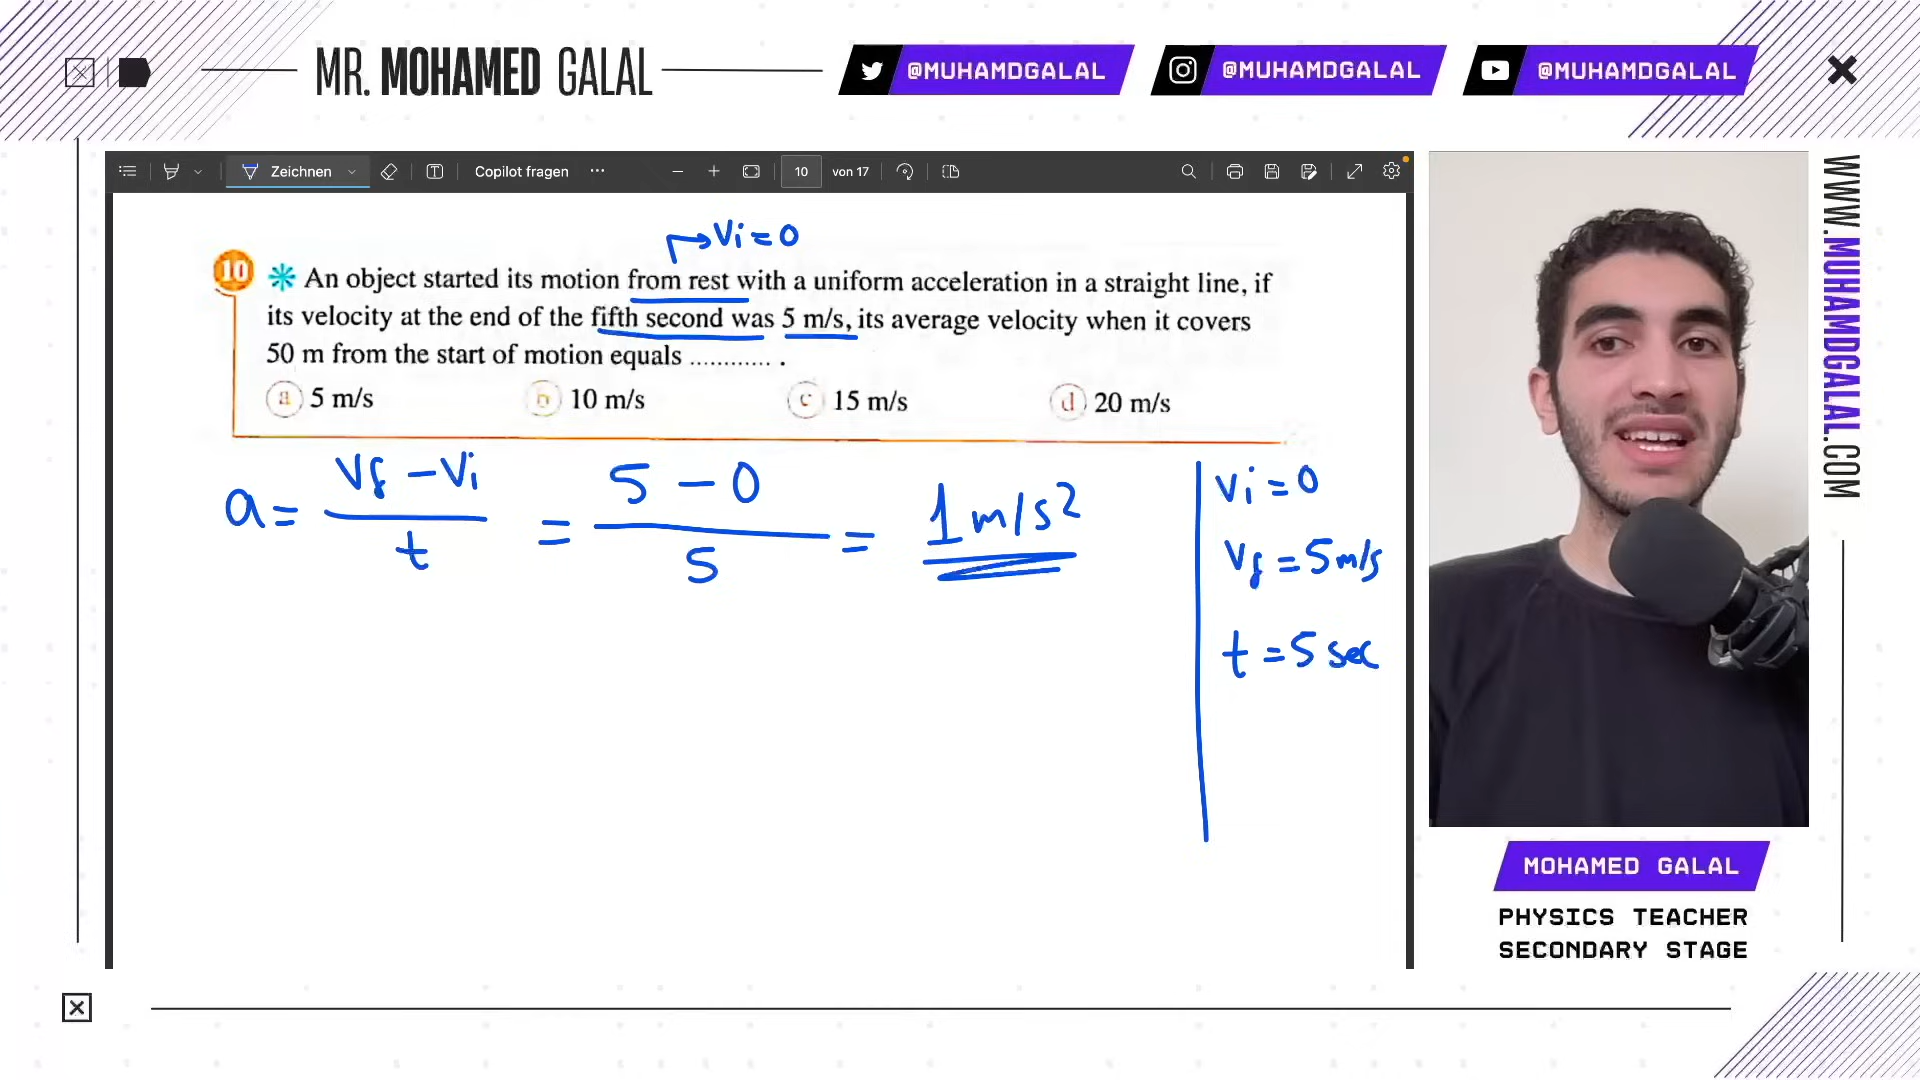 MR. MOHAMED GALAL
@MUHAMDGALAL
@MUHAMDGALAL
@MUHAMDGALAL
WWW.MUHAMDGALAL.COM
Zeichnen
Copilot fragen
10
von 17
Vi = 0
10 An object started its motion from rest with a uniform acceleration in a straight line, if
its velocity at the end of the fifth second was 5 m/s, its average velocity when it covers
50 m from the start of motion equals ............ .
a 5 m/s
b 10 m/s
c 15 m/s
d 20 m/s
a = Vf - Vi / t = 5 - 0 / 5 = 1 m/s2
Vi = 0
Vf = 5 m/s
t = 5 sec
MOHAMED GALAL
PHYSICS TEACHER
SECONDARY STAGE